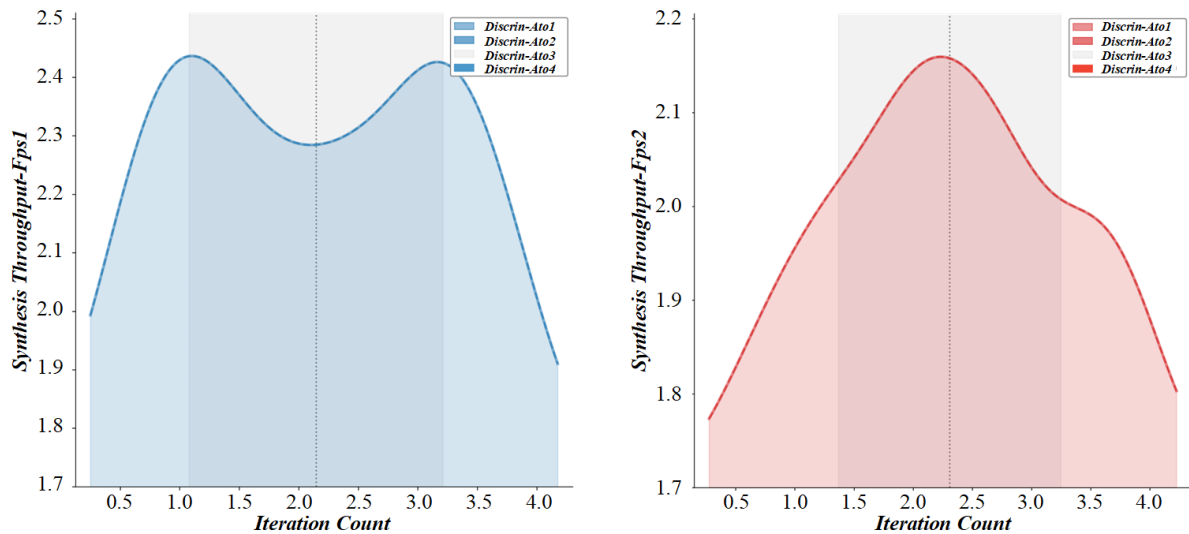 Synthesis Throughput-Fps1
2.5
2.4
2.3
2.2
2.1
2.0
1.9
1.8
1.7
Discrin-Ato1
Discrin-Ato2
Discrin-Ato3
Discrin-Ato4
0.5 1.0 1.5 2.0 2.5 3.0 3.5 4.0
Iteration Count
Synthesis Throughput-Fps2
2.2
2.1
2.0
1.9
1.8
1.7
Discrin-Ato1
Discrin-Ato2
Discrin-Ato3
Discrin-Ato4
0.5 1.0 1.5 2.0 2.5 3.0 3.5 4.0
Iteration Count